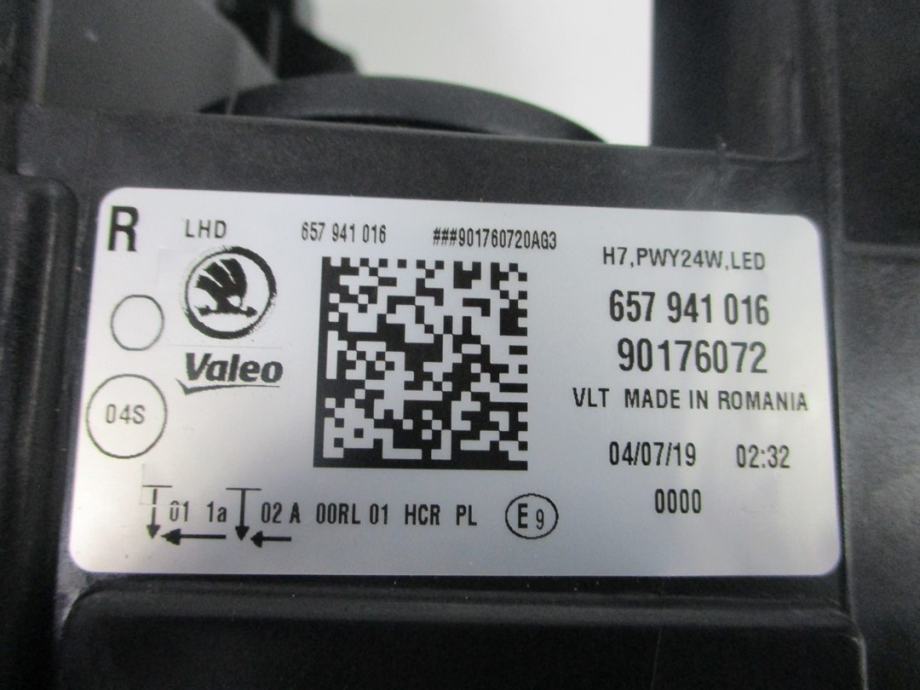 R
LHD 657 941 016 ###901760720AG3
H7,PWY24W,LED
657 941 016
90176072
Valeo
VLT MADE IN ROMANIA
04S
04/07/19 02:32
0000
01 1a 02 A 00RL 01 HCR PL E9